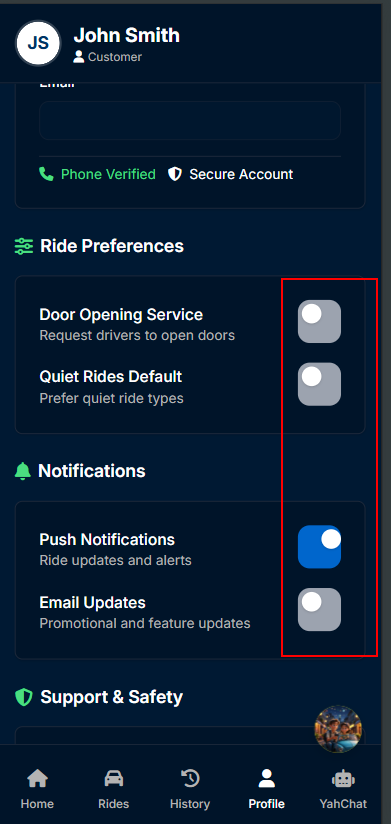 JS
John Smith
Customer
Email
Phone Verified Secure Account
Ride Preferences
Door Opening Service
Request drivers to open doors
Quiet Rides Default
Prefer quiet ride types
Notifications
Push Notifications
Ride updates and alerts
Email Updates
Promotional and feature updates
Support & Safety
Home Rides History Profile YahChat